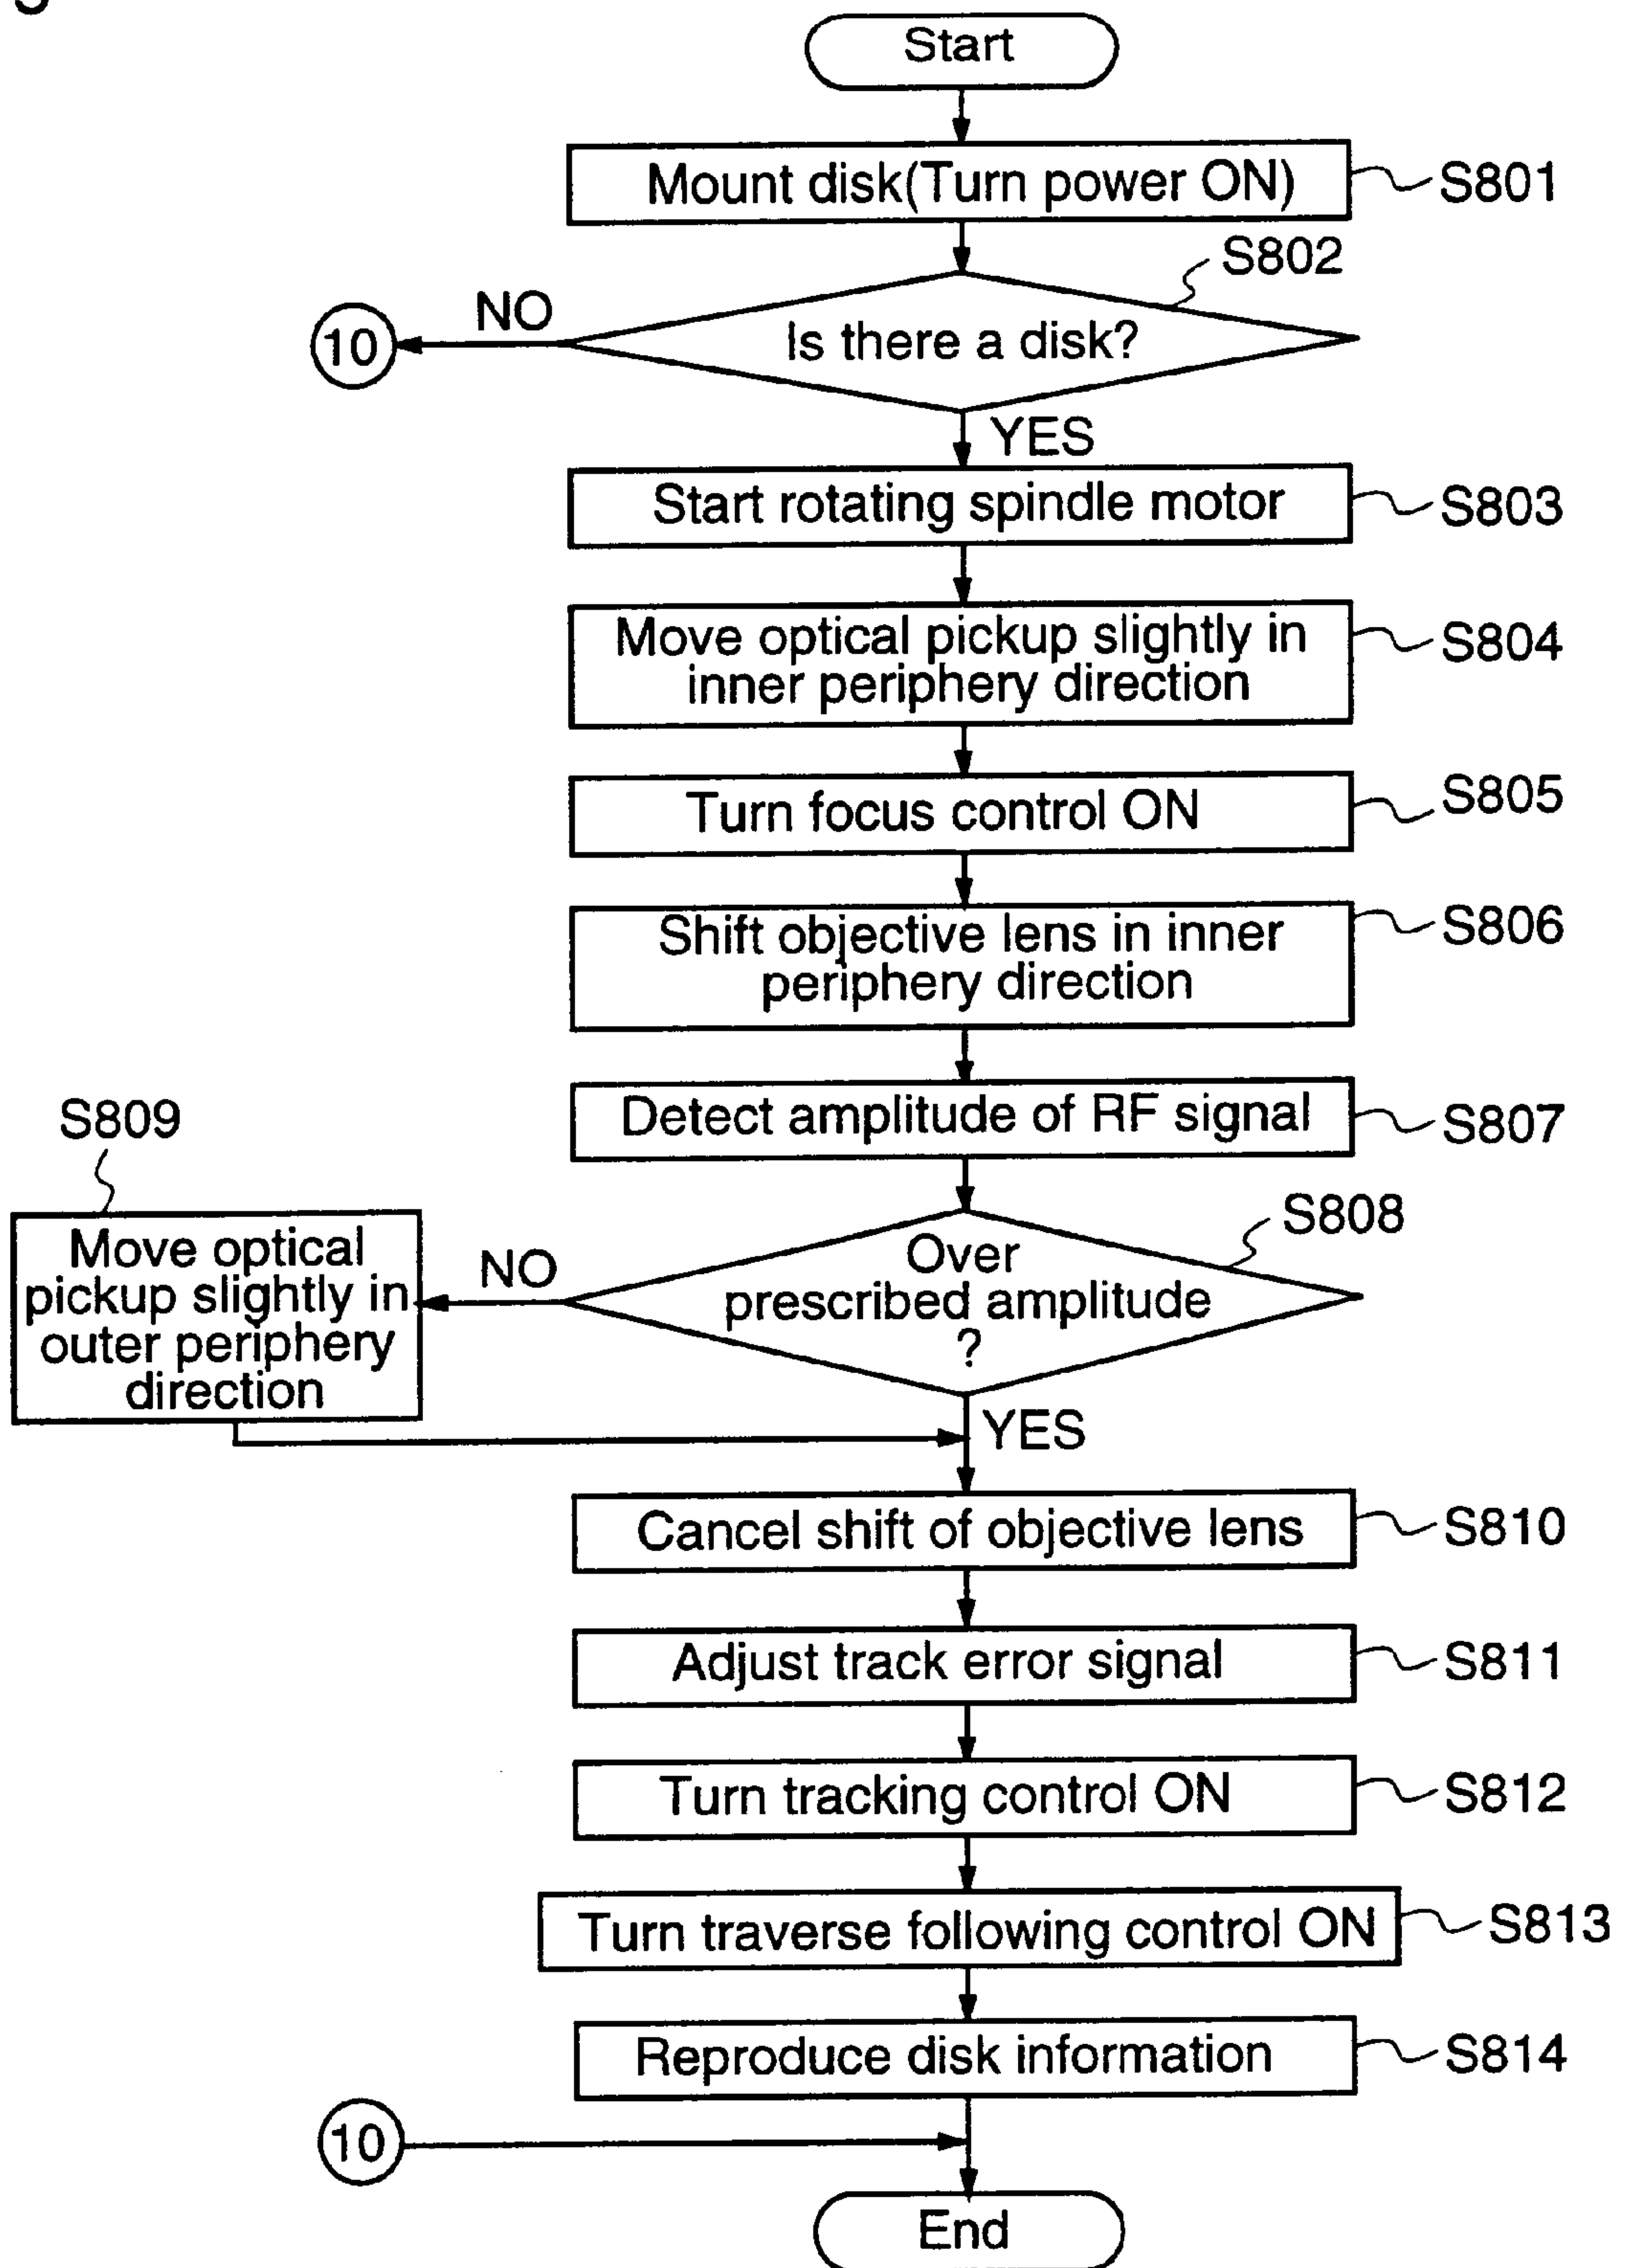 Start
Mount disk(Turn power ON)
S801
S802
NO
10
Is there a disk?
YES
Start rotating spindle motor
S803
Move optical pickup slightly in
inner periphery direction
S804
Turn focus control ON
S805
Shift objective lens in inner
periphery direction
S806
Detect amplitude of RF signal
S807
S809
Move optical
pickup slightly in
outer periphery
direction
NO
S808
Over
prescribed amplitude
?
YES
Cancel shift of objective lens
S810
Adjust track error signal
S811
Turn tracking control ON
S812
Turn traverse following control ON
S813
Reproduce disk information
S814
10
End